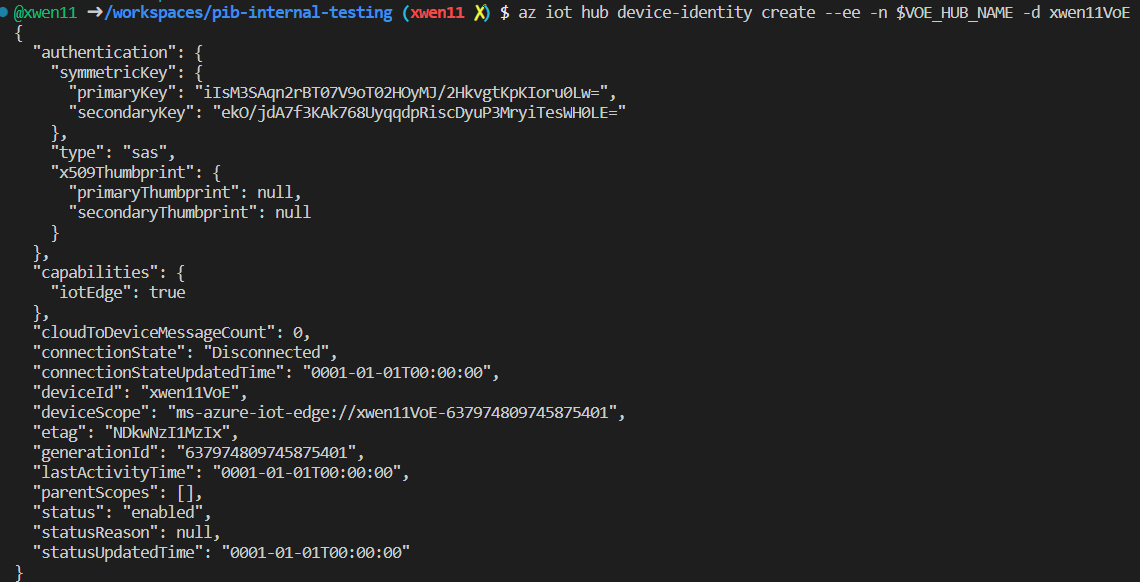 @xwen11 ➜/workspaces/pib-internal-testing (xwen11 ✗) $ az iot hub device-identity create --ee -n $VOE_HUB_NAME -d xwen11VoE
{
  "authentication": {
    "symmetricKey": {
      "primaryKey": "iIsM3SAqn2rBT07V9oT02HOyMJ/2HkvgtKpKIoru0Lw=",
      "secondaryKey": "ekO/jdA7f3KAk768UyqqdpRiscDyuP3MryiTesWH0LE="
    },
    "type": "sas",
    "x509Thumbprint": {
      "primaryThumbprint": null,
      "secondaryThumbprint": null
    }
  },
  "capabilities": {
    "iotEdge": true
  },
  "cloudToDeviceMessageCount": 0,
  "connectionState": "Disconnected",
  "connectionStateUpdatedTime": "0001-01-01T00:00:00",
  "deviceId": "xwen11VoE",
  "deviceScope": "ms-azure-iot-edge://xwen11VoE-637974809745875401",
  "etag": "NDkwNzI1MzIx",
  "generationId": "637974809745875401",
  "lastActivityTime": "0001-01-01T00:00:00",
  "parentScopes": [],
  "status": "enabled",
  "statusReason": null,
  "statusUpdatedTime": "0001-01-01T00:00:00"
}